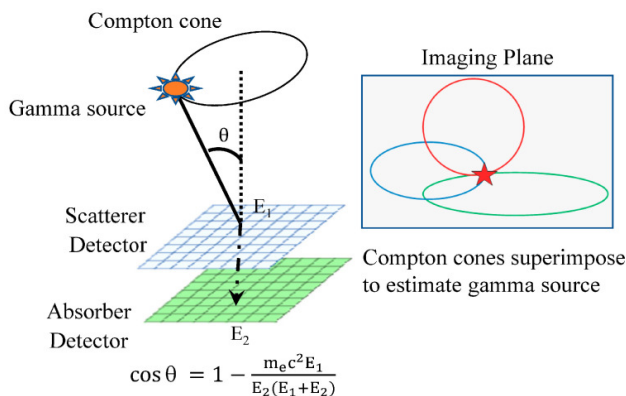 Compton cone
Gamma source
θ
Scatterer
Detector
E₁
Absorber
Detector
E₂
cos θ = 1 − mₑc²E₁ / E₂(E₁+E₂)
Imaging Plane
Compton cones superimpose
to estimate gamma source